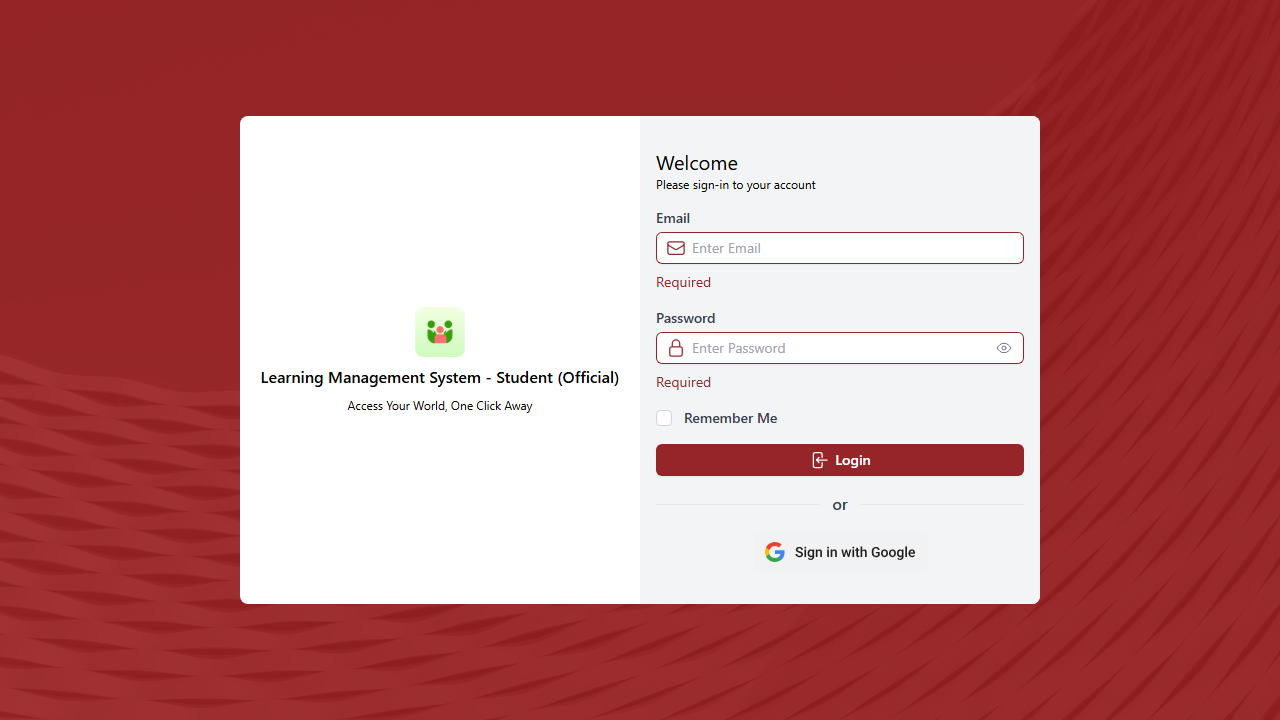 Learning Management System - Student (Official)
Access Your World, One Click Away
Welcome
Please sign-in to your account
Email
Enter Email
Required
Password
Enter Password
Required
Remember Me
Login
or
Sign in with Google